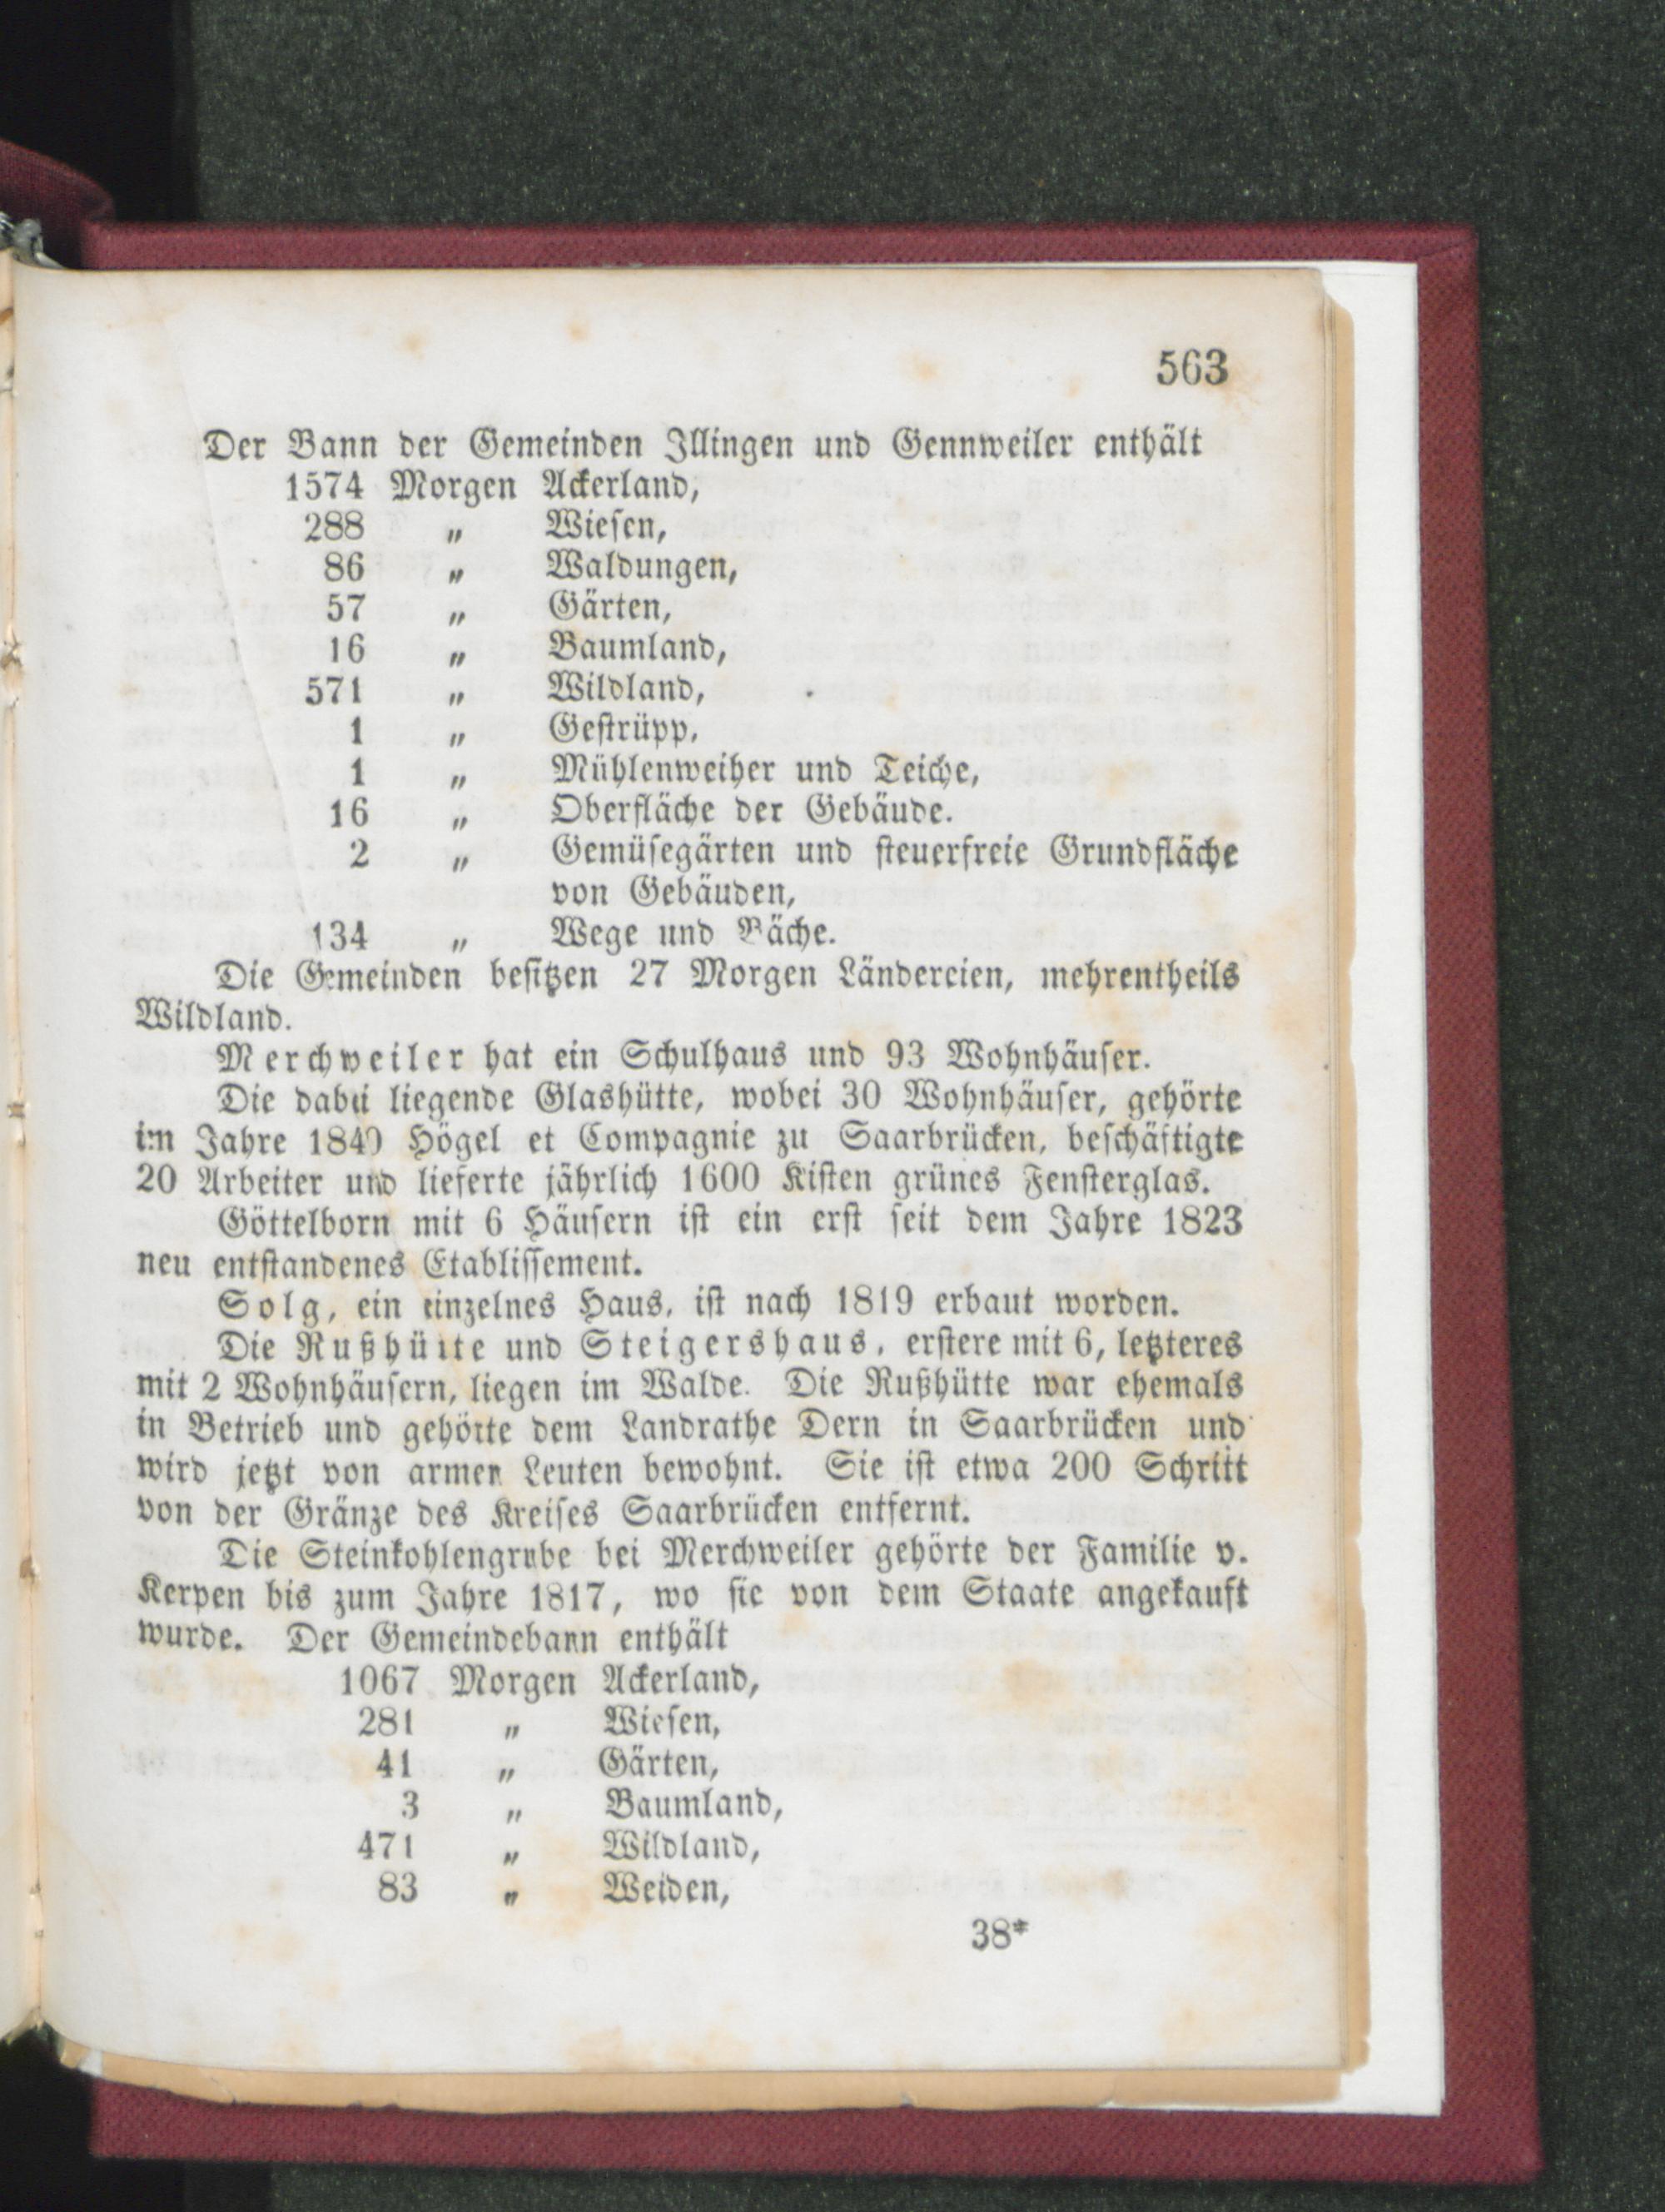 563
Der Bann der Gemeinden Illingen und Gennweiler enthält
1574 Morgen Ackerland,
288 „ Wiesen,
86 „ Waldungen,
57 „ Gärten,
16 „ Baumland,
571 „ Wildland,
1 „ Gestrüpp,
1 „ Mühlenweiher und Teiche,
16 „ Oberfläche der Gebäude.
2 „ Gemüsegärten und steuerfreie Grundfläche
von Gebäuden,
134 „ Wege und Bäche.
Die Gemeinden besitzen 27 Morgen Ländereien, mehrentheils
Wildland.
Merchweiler hat ein Schulhaus und 93 Wohnhäuser.
Die dabei liegende Glashütte, wobei 30 Wohnhäuser, gehörte
im Jahre 1840 Högel et Compagnie zu Saarbrücken, beschäftigte
20 Arbeiter und lieferte jährlich 1600 Kisten grünes Fensterglas.
Göttelborn mit 6 Häusern ist ein erst seit dem Jahre 1823
neu entstandenes Etablissement.
Solg, ein einzelnes Haus, ist nach 1819 erbaut worden.
Die Rußhütte und Steigershaus, erstere mit 6, letzteres
mit 2 Wohnhäusern, liegen im Walde. Die Rußhütte war ehemals
in Betrieb und gehörte dem Landrathe Dern in Saarbrücken und
wird jetzt von armen Leuten bewohnt. Sie ist etwa 200 Schritt
von der Gränze des Kreises Saarbrücken entfernt.
Die Steinkohlengrube bei Merchweiler gehörte der Familie v.
Kerpen bis zum Jahre 1817, wo sie von dem Staate angekauft
wurde. Der Gemeindebann enthält
1067 Morgen Ackerland,
281 „ Wiesen,
41 „ Gärten,
3 „ Baumland,
471 „ Wildland,
83 „ Weiden,
38*